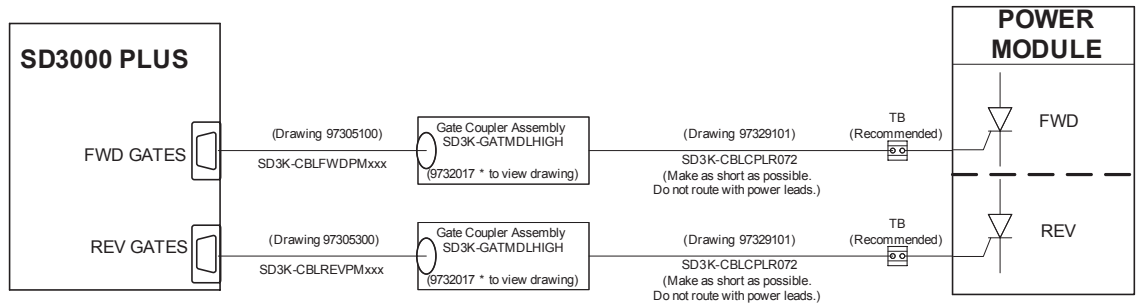 SD3000 PLUS
FWD GATES
(Drawing 97305100)
SD3K-CBLFWDPMxxx
Gate Coupler Assembly
SD3K-GATMDLHIGH
(9732017 * to view drawing)
(Drawing 97329101)
SD3K-CBLCPLR072
(Make as short as possible.
Do not route with power leads.)
TB
(Recommended)
POWER
MODULE
FWD
REV GATES
(Drawing 97305300)
SD3K-CBLREVPMxxx
Gate Coupler Assembly
SD3K-GATMDLHIGH
(9732017 * to view drawing)
(Drawing 97329101)
SD3K-CBLCPLR072
(Make as short as possible.
Do not route with power leads.)
TB
(Recommended)
REV